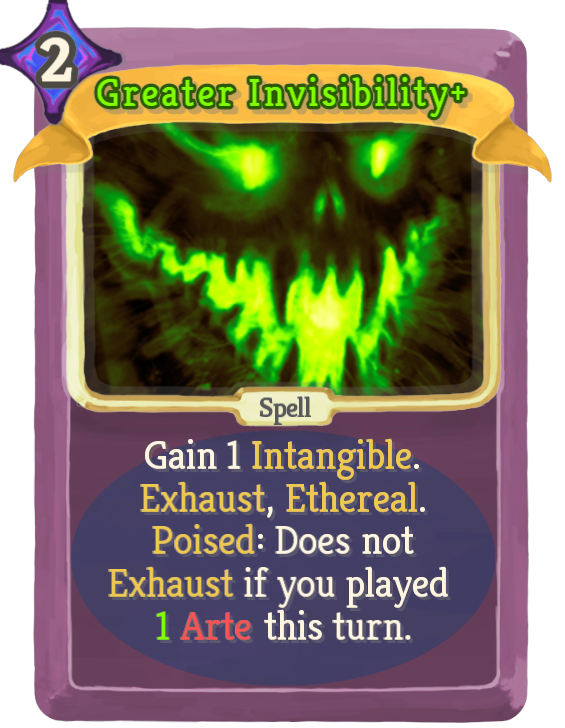 2
Greater Invisibility+
Spell
Gain 1 Intangible.
Exhaust, Ethereal.
Poised: Does not
Exhaust if you played
1 Arte this turn.